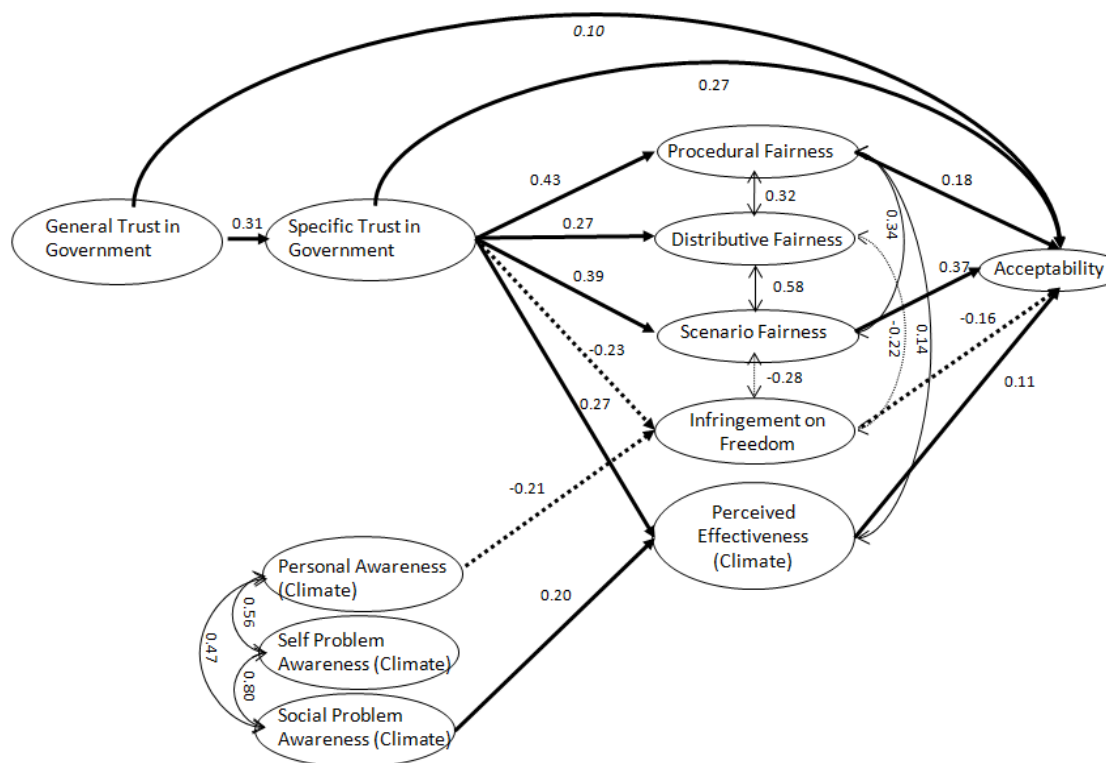 0.10
0.27
Procedural Fairness
0.43
0.18
0.32
0.34
General Trust in
Government
0.31
Specific Trust in
Government
0.27
Distributive Fairness
0.39
0.58
0.37
Acceptability
Scenario Fairness
-0.23
-0.28
-0.22
0.14
-0.16
0.27
Infringement on
Freedom
0.11
-0.21
Perceived
Effectiveness
(Climate)
Personal Awareness
(Climate)
0.56
0.47
0.20
Self Problem
Awareness (Climate)
0.80
Social Problem
Awareness (Climate)